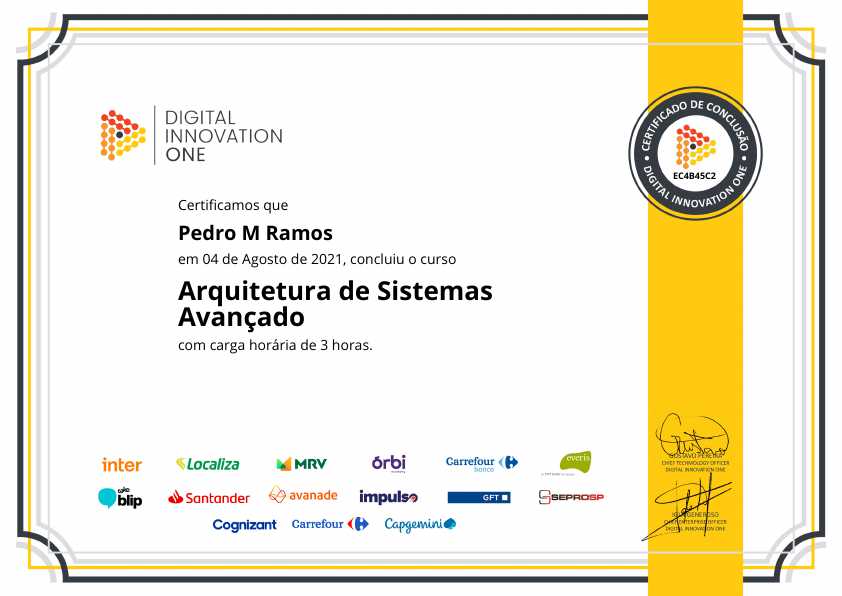 DIGITAL
INNOVATION
ONE
CERTIFICADO DE CONCLUSÃO
EC4B45C2
DIGITAL INNOVATION ONE
Certificamos que
Pedro M Ramos
em 04 de Agosto de 2021, concluiu o curso
Arquitetura de Sistemas
Avançado
com carga horária de 3 horas.
GUSTAVO PEREIRA
CHIEF TECHNOLOGY OFFICER
DIGITAL INNOVATION ONE
inter
Localiza
MRV
órbi
Carrefour
banco
everis
blip
Santander
avanade
impulso
GFT
SEPROSP
GENEROSO
CHIEF ENTERPRISE OFFICER
DIGITAL INNOVATION ONE
Cognizant
Carrefour
Capgemini